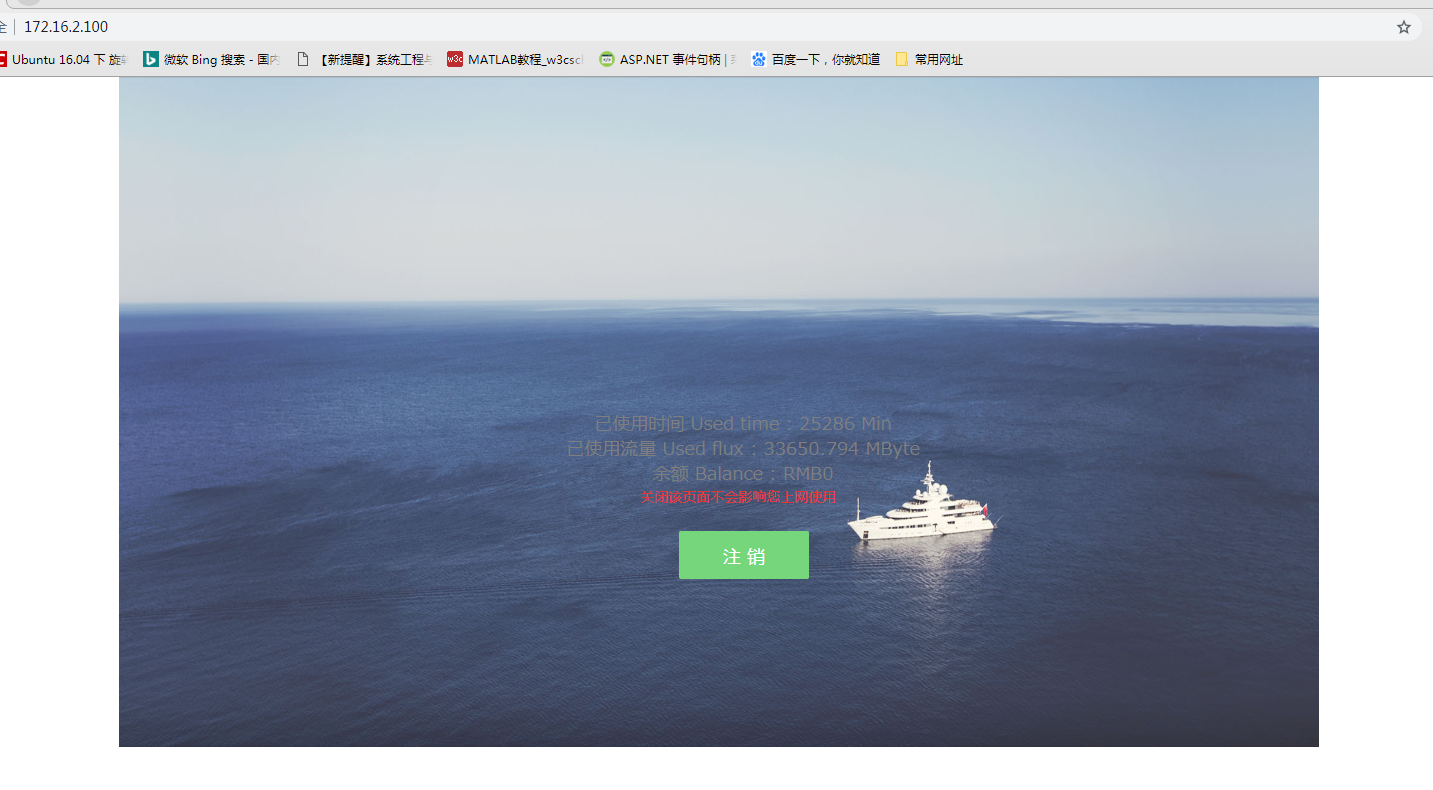 全 172.16.2.100
Ubuntu 16.04 下 旋 微软 Bing 搜索 - 国内 【新提醒】系统工程与 w3c MATLAB教程_w3csc ASP.NET 事件句柄 | 百度一下，你就知道 常用网址
已使用时间 Used time : 25286 Min
已使用流量 Used flux : 33650.794 MByte
余额 Balance : RMB0
关闭该页面不会影响您上网使用
注 销